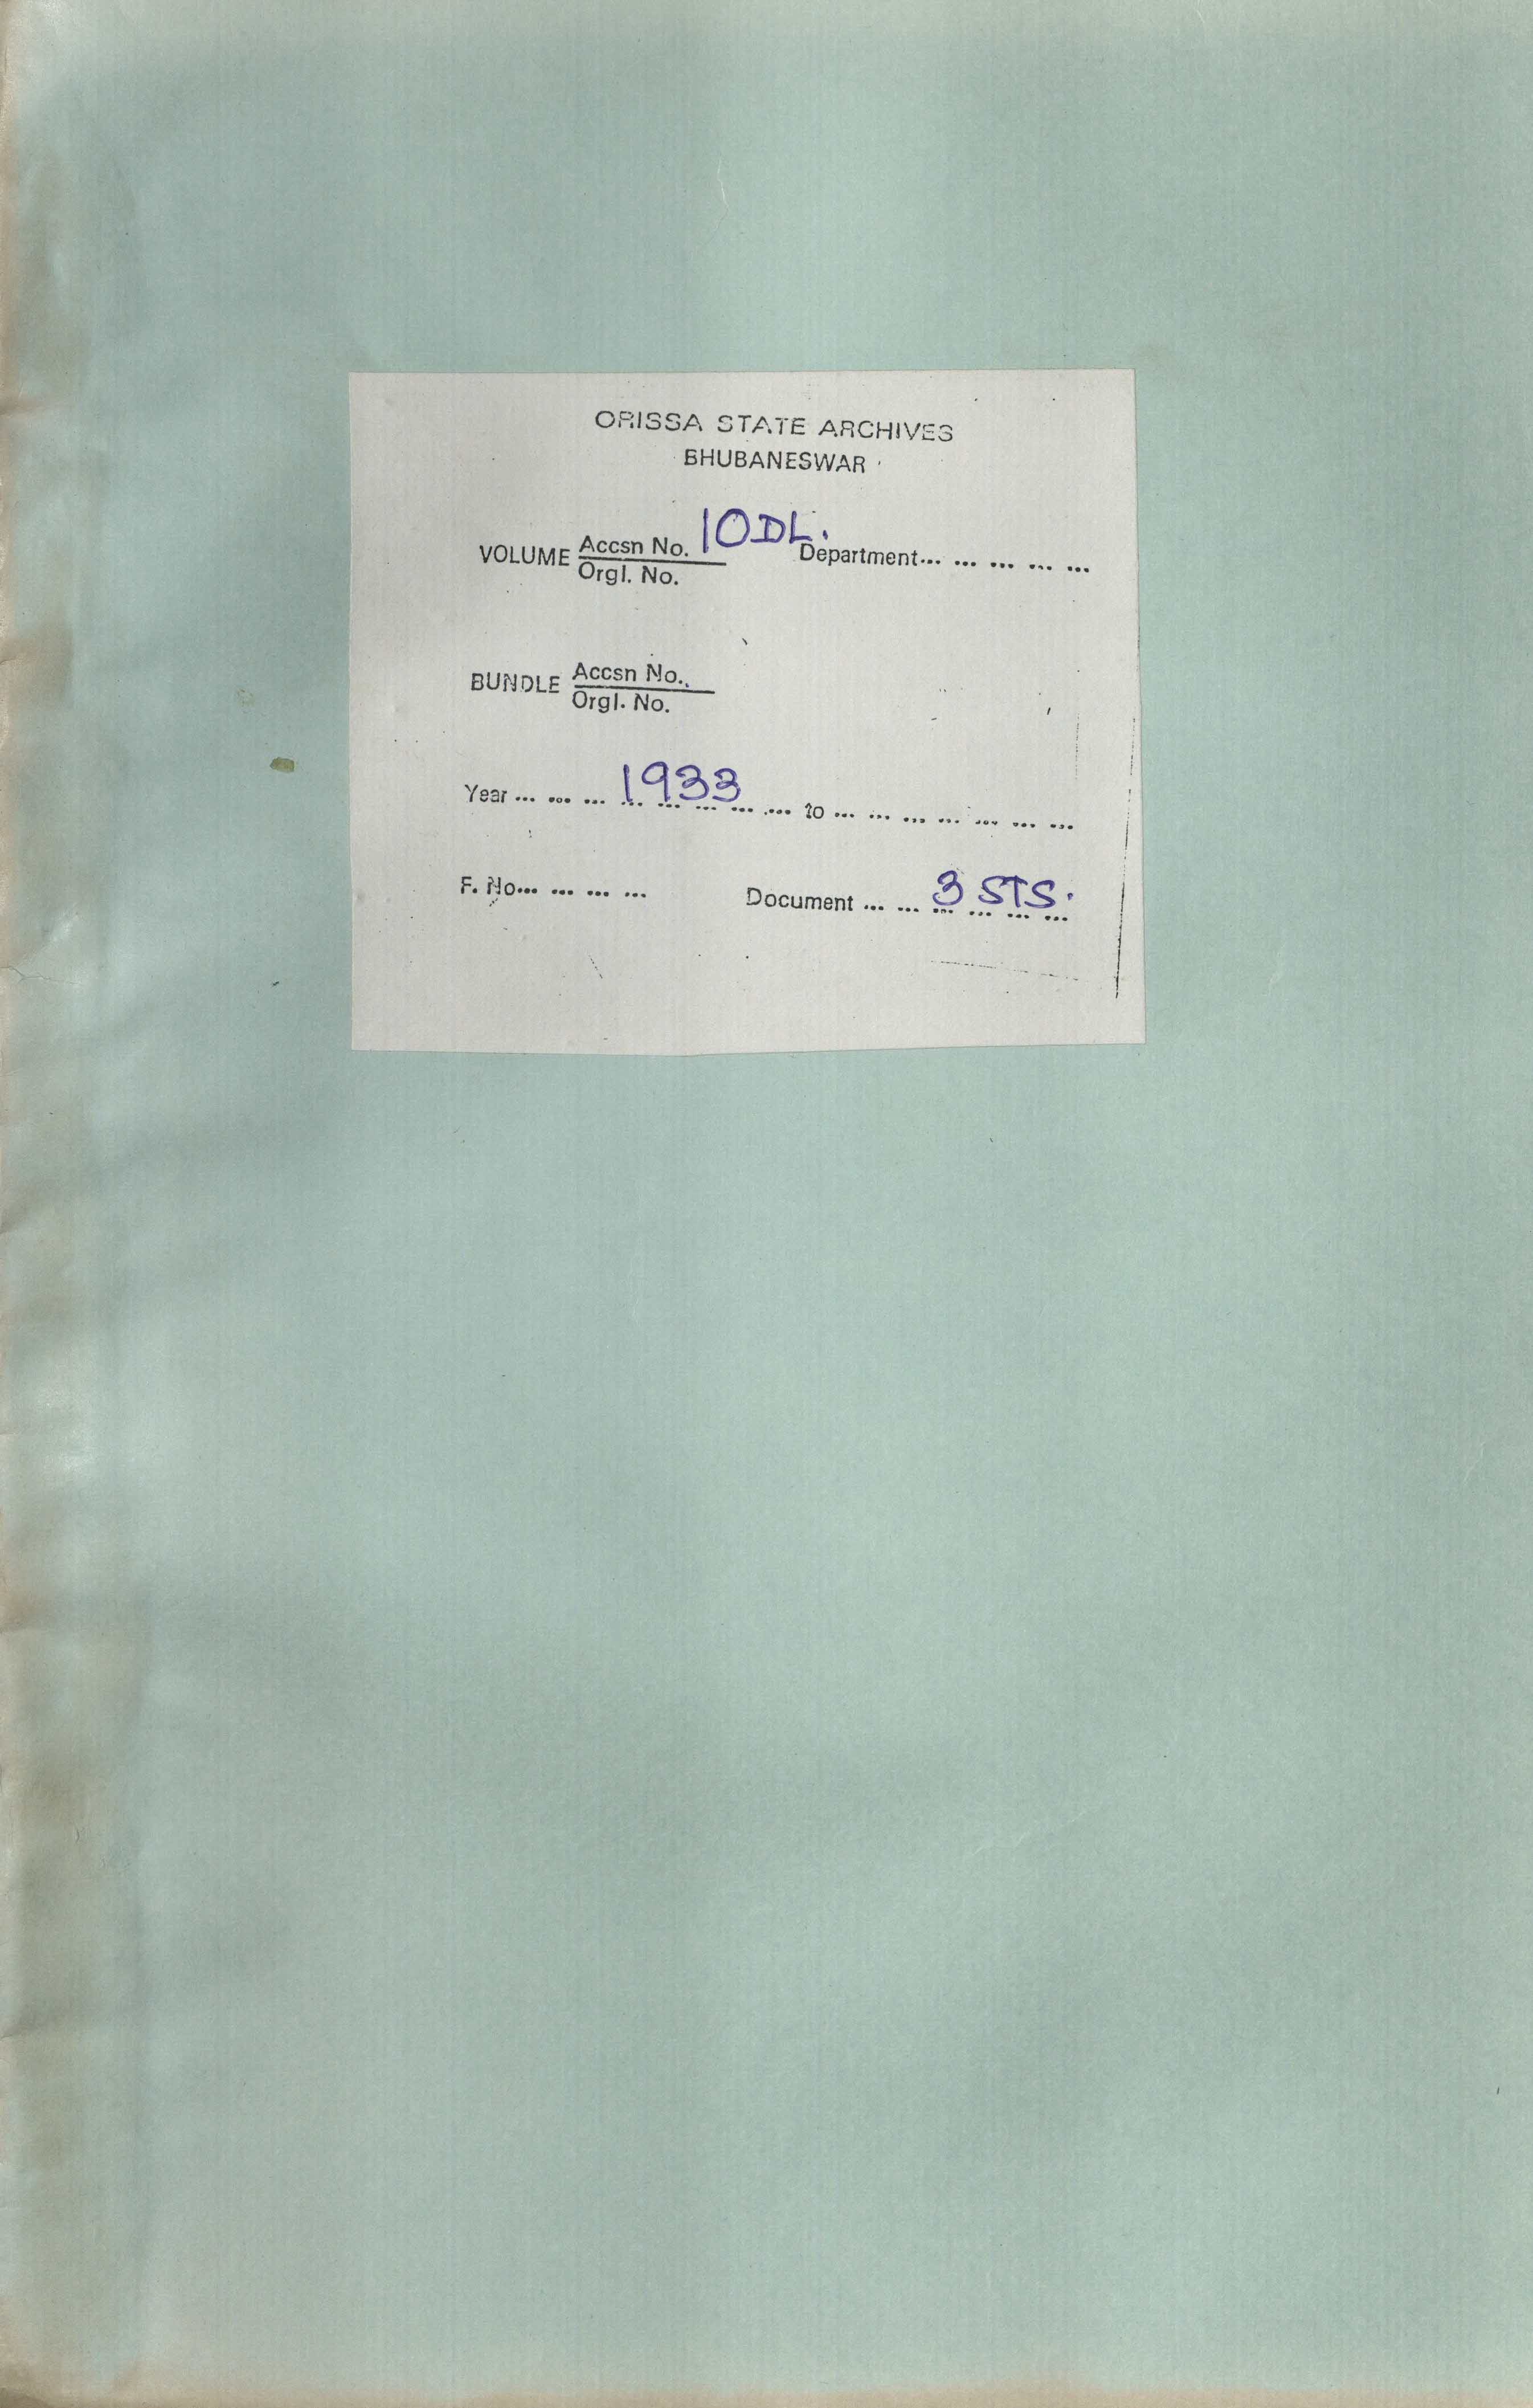 ORISSA STATE ARCHIVES
BHUBANESWAR
VOLUME Accsn No. 10DL. Department... ... ... ... ...
Orgl. No.
BUNDLE Accsn No.
Orgl. No.
Year ... ... ... 1933 ... ... ... ... ... to ... ... ... ... ... ... ...
F. No... ... ... ... Document ... ... 3 STS. ... ... ... ...